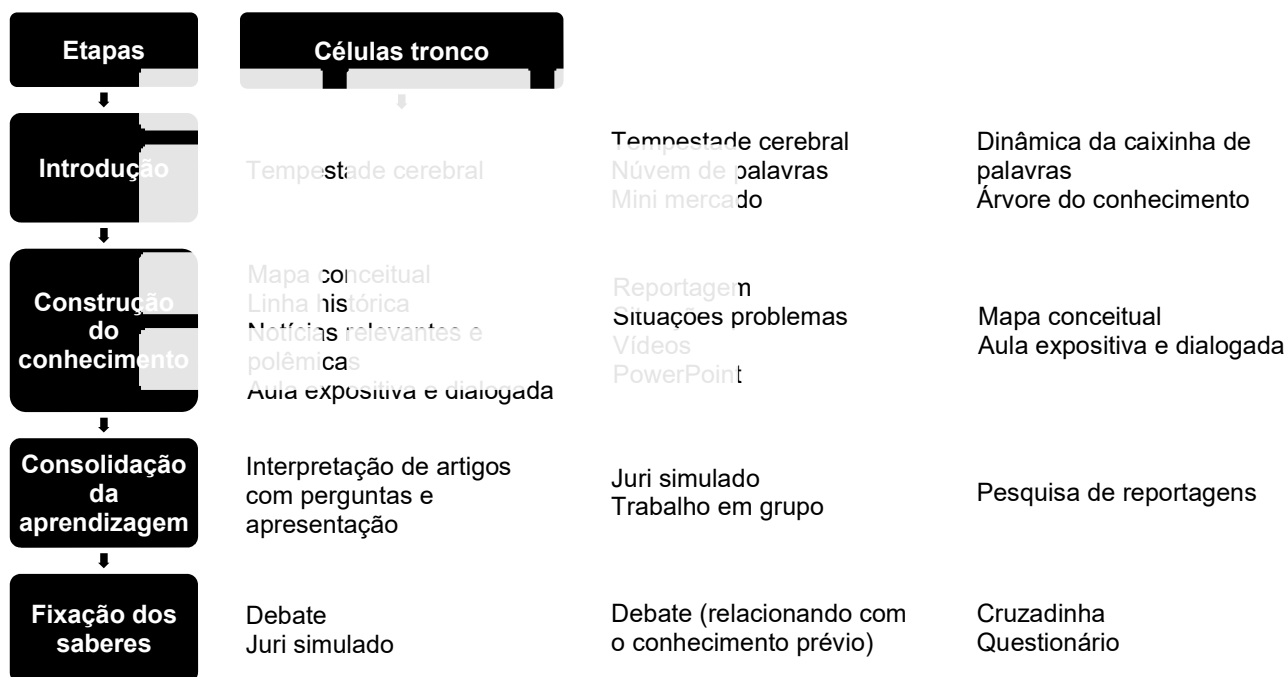 Etapas
Células tronco
Introdução
Tempestade cerebral
Tempestade cerebral
Núvem de palavras
Mini mercado
Dinâmica da caixinha de
palavras
Árvore do conhecimento
Construção
do
conhecimento
Mapa conceitual
Linha histórica
Notícias relevantes e
polêmicas
Aula expositiva e dialogada
Reportagem
Situações problemas
Vídeos
PowerPoint
Mapa conceitual
Aula expositiva e dialogada
Consolidação
da
aprendizagem
Interpretação de artigos
com perguntas e
apresentação
Juri simulado
Trabalho em grupo
Pesquisa de reportagens
Fixação dos
saberes
Debate
Juri simulado
Debate (relacionando com
o conhecimento prévio)
Cruzadinha
Questionário